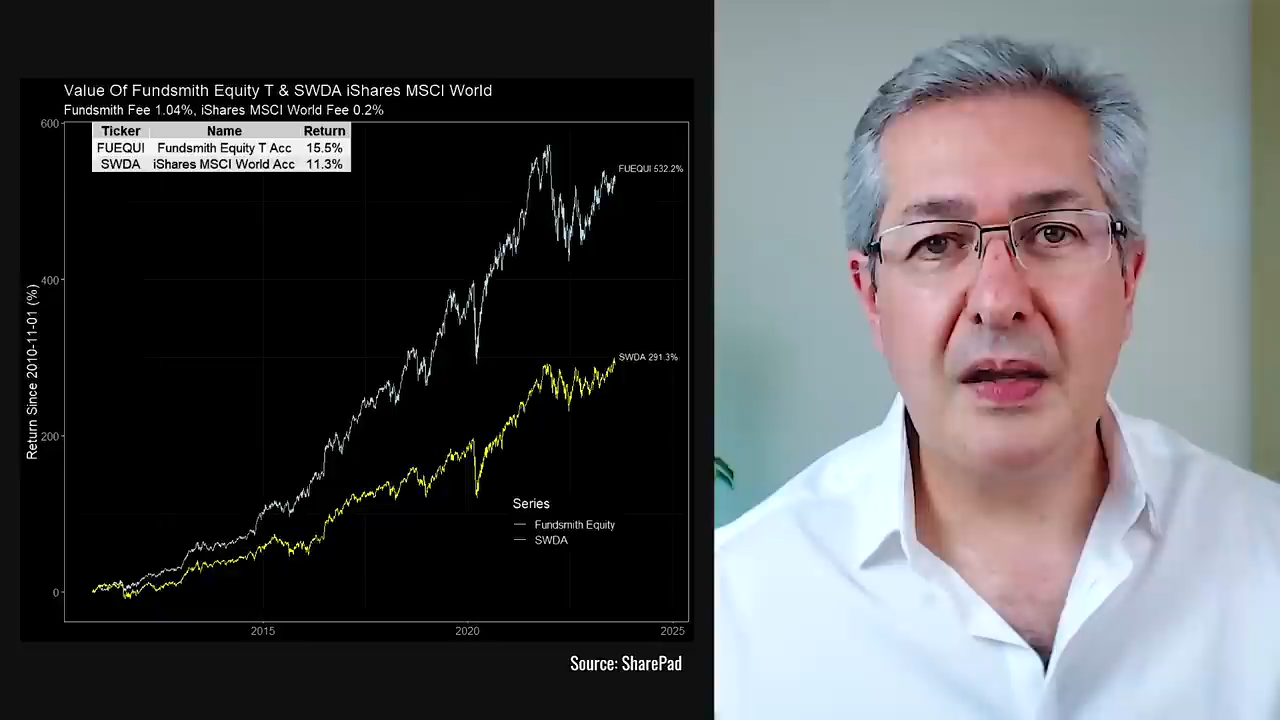 Value Of Fundsmith Equity T & SWDA iShares MSCI World
Fundsmith Fee 1.04%, iShares MSCI World Fee 0.2%
Ticker Name Return
FUEQUI Fundsmith Equity T Acc 15.5%
SWDA iShares MSCI World Acc 11.3%
600
400
200
0
Return Since 2010-11-01 (%)
FUEQUI 532.2%
SWDA 291.3%
Series
Fundsmith Equity
SWDA
2015 2020 2025
Source: SharePad